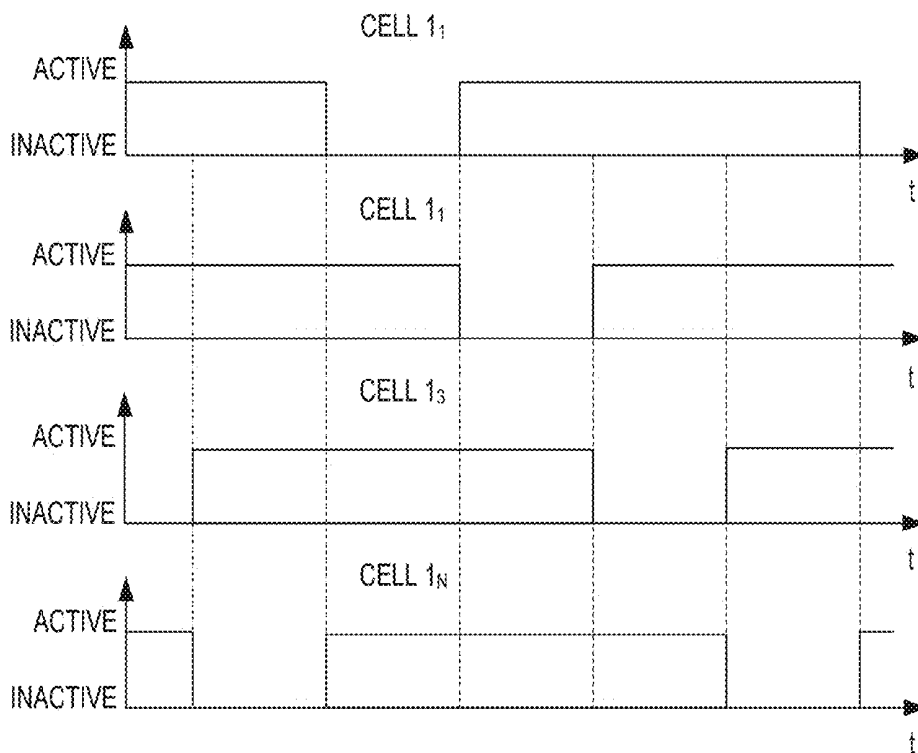 CELL 1₁
ACTIVE
INACTIVE
t
CELL 1₁
ACTIVE
INACTIVE
t
CELL 1₃
ACTIVE
INACTIVE
t
CELL 1N
ACTIVE
INACTIVE
t